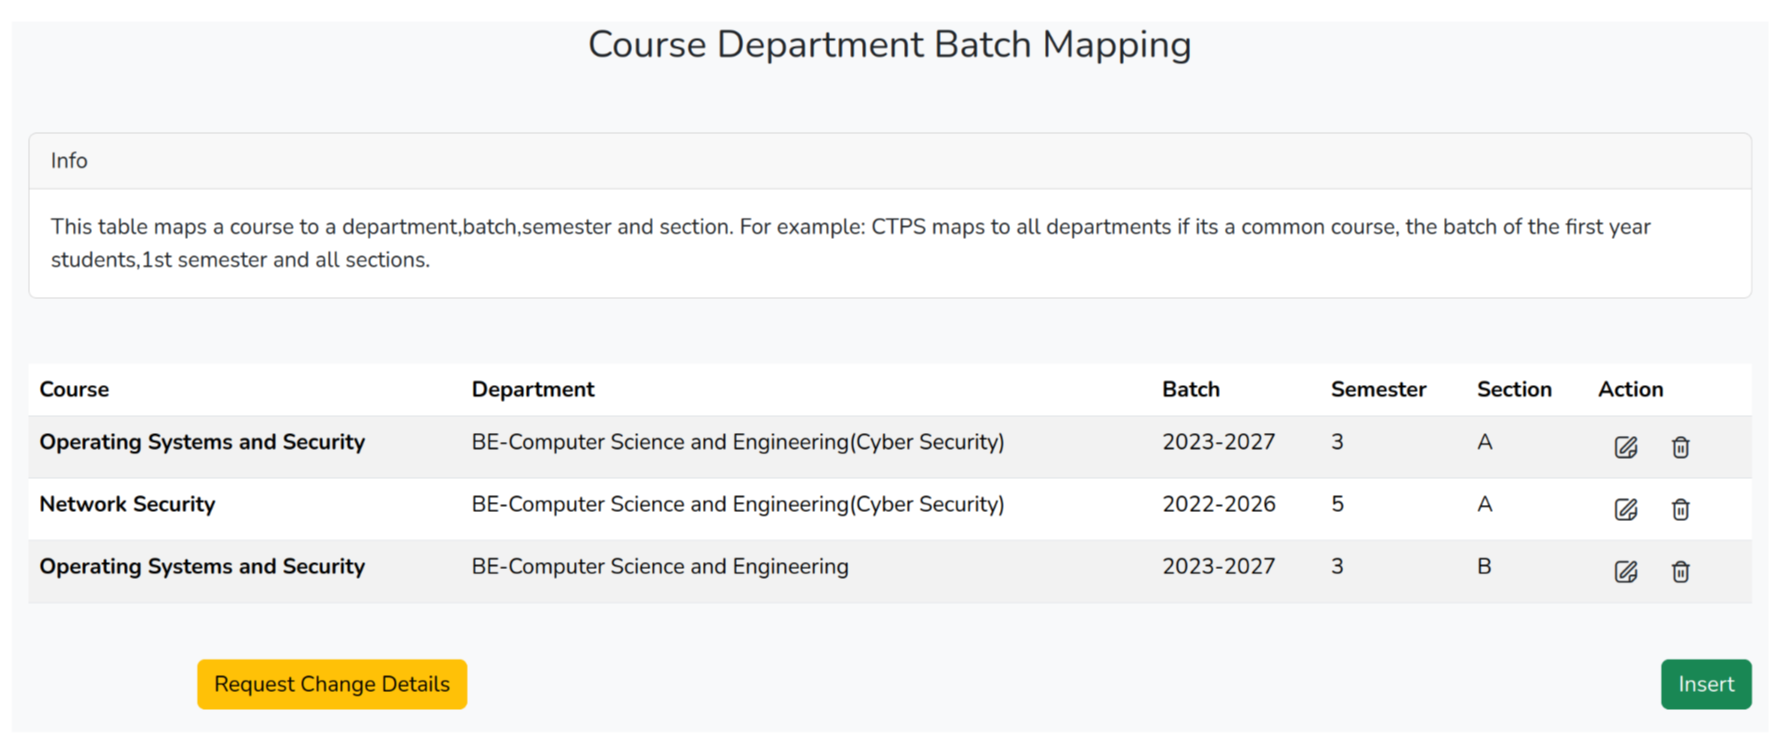 Course Department Batch Mapping
Info
This table maps a course to a department,batch,semester and section. For example: CTPS maps to all departments if its a common course, the batch of the first year
students,1st semester and all sections.
Course Department Batch Semester Section Action
Operating Systems and Security BE-Computer Science and Engineering(Cyber Security) 2023-2027 3 A
Network Security BE-Computer Science and Engineering(Cyber Security) 2022-2026 5 A
Operating Systems and Security BE-Computer Science and Engineering 2023-2027 3 B
Request Change Details Insert